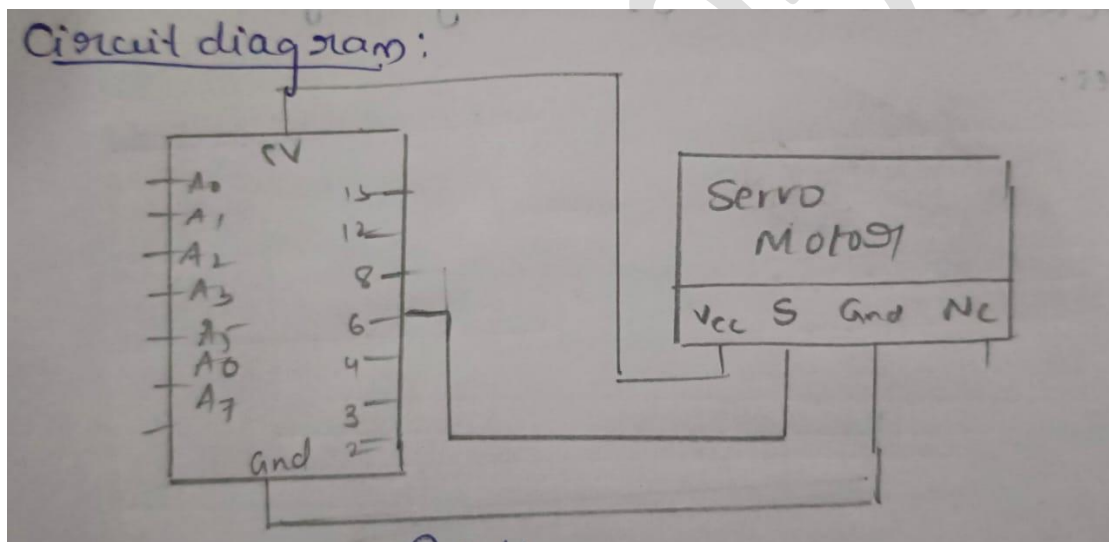 Circuit diagram:
5V
A0
A1
A2
A3
A5
A0
A7
13
12
8
6
4
3
2
Gnd
Servo
Motor
Vcc S Gnd NC